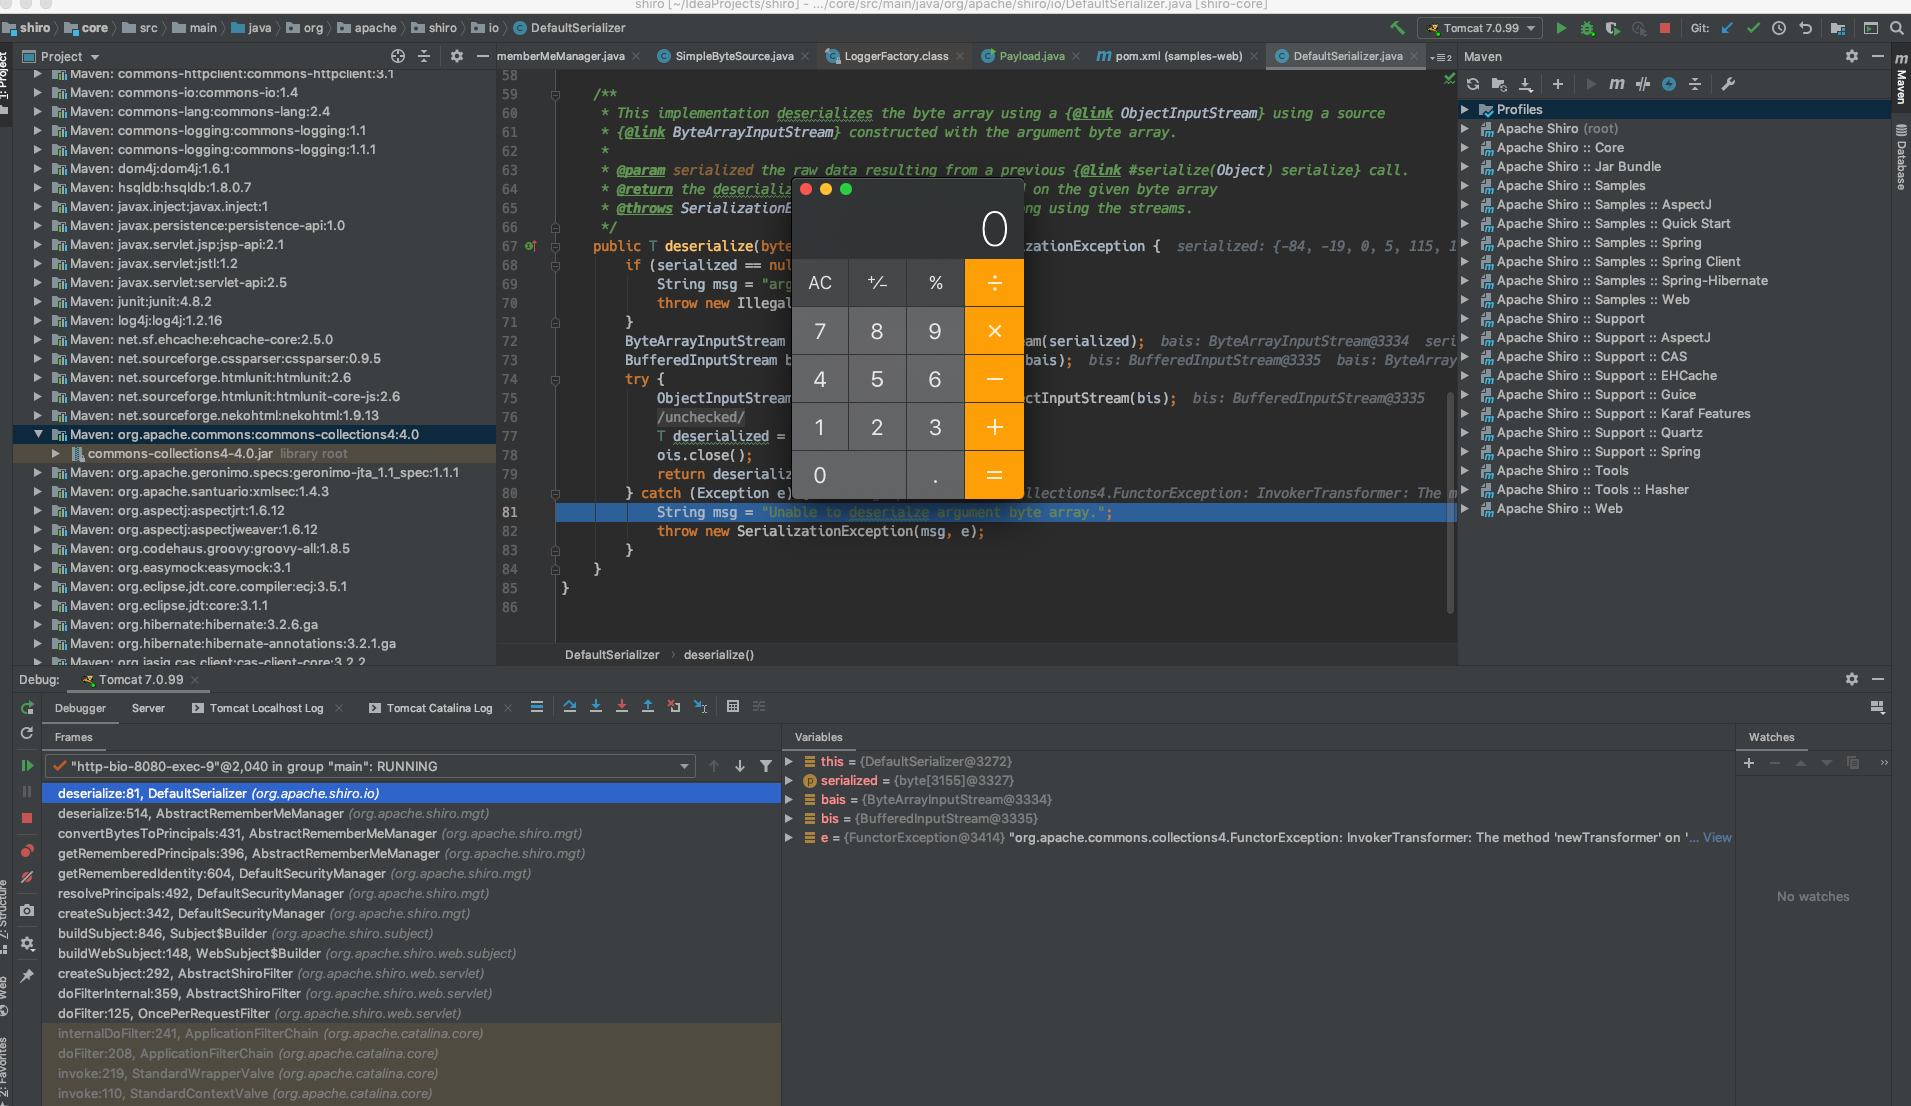 shiro [~/IdeaProjects/shiro] - .../core/src/main/java/org/apache/shiro/io/DefaultSerializer.java [shiro-core]
shiro core src main java org apache shiro io DefaultSerializer
Tomcat 7.0.99 Git:
Project
memberMeManager.java SimpleByteSource.java LoggerFactory.class Payload.java pom.xml (samples-web) DefaultSerializer.java
Maven
1: Project
Maven: commons-httpclient:commons-httpclient:3.1
Maven: commons-io:commons-io:1.4
Maven: commons-lang:commons-lang:2.4
Maven: commons-logging:commons-logging:1.1
Maven: commons-logging:commons-logging:1.1.1
Maven: dom4j:dom4j:1.6.1
Maven: hsqldb:hsqldb:1.8.0.7
Maven: javax.inject:javax.inject:1
Maven: javax.persistence:persistence-api:1.0
Maven: javax.servlet.jsp:jsp-api:2.1
Maven: javax.servlet:jstl:1.2
Maven: javax.servlet:servlet-api:2.5
Maven: junit:junit:4.8.2
Maven: log4j:log4j:1.2.16
Maven: net.sf.ehcache:ehcache-core:2.5.0
Maven: net.sourceforge.cssparser:cssparser:0.9.5
Maven: net.sourceforge.htmlunit:htmlunit:2.6
Maven: net.sourceforge.htmlunit:htmlunit-core-js:2.6
Maven: net.sourceforge.nekohtml:nekohtml:1.9.13
Maven: org.apache.commons:commons-collections4:4.0
commons-collections4-4.0.jar library root
Maven: org.apache.geronimo.specs:geronimo-jta_1.1_spec:1.1.1
Maven: org.apache.santuario:xmlsec:1.4.3
Maven: org.aspectj:aspectjrt:1.6.12
Maven: org.aspectj:aspectjweaver:1.6.12
Maven: org.codehaus.groovy:groovy-all:1.8.5
Maven: org.easymock:easymock:3.1
Maven: org.eclipse.jdt.core.compiler:ecj:3.5.1
Maven: org.eclipse.jdt:core:3.1.1
Maven: org.hibernate:hibernate:3.2.6.ga
Maven: org.hibernate:hibernate-annotations:3.2.1.ga
Maven: org.jasig.cas.client:cas-client-core:3.2.2
58
59 /**
60 * This implementation deserializes the byte array using a {@link ObjectInputStream} using a source
61 * {@link ByteArrayInputStream} constructed with the argument byte array.
62 *
63 * @param serialized the raw data resulting from a previous {@link #serialize(Object) serialize} call.
64 * @return the deserializ d on the given byte array
65 * @throws SerializationE ng using the streams.
66 */
67 public T deserialize(byte izationException { serialized: {-84, -19, 0, 5, 115, 1
68 if (serialized == nul
69 String msg = "arg
70 throw new Illegal
71 }
72 ByteArrayInputStream am(serialized); bais: ByteArrayInputStream@3334 seri
73 BufferedInputStream b bais); bis: BufferedInputStream@3335 bais: ByteArray
74 try {
75 ObjectInputStream ctInputStream(bis); bis: BufferedInputStream@3335
76 /unchecked/
77 T deserialized =
78 ois.close();
79 return deserializ
80 } catch (Exception e) llections4.FunctorException: InvokerTransformer: The m
81 String msg = "Unable to deserialze argument byte array.";
82 throw new SerializationException(msg, e);
83 }
84 }
85 }
86
DefaultSerializer › deserialize()
0
AC +⁄− % ÷
7 8 9 ×
4 5 6 −
1 2 3 +
0 . =
Profiles
Apache Shiro (root)
Apache Shiro :: Core
Apache Shiro :: Jar Bundle
Apache Shiro :: Samples
Apache Shiro :: Samples :: AspectJ
Apache Shiro :: Samples :: Quick Start
Apache Shiro :: Samples :: Spring
Apache Shiro :: Samples :: Spring Client
Apache Shiro :: Samples :: Spring-Hibernate
Apache Shiro :: Samples :: Web
Apache Shiro :: Support
Apache Shiro :: Support :: AspectJ
Apache Shiro :: Support :: CAS
Apache Shiro :: Support :: EHCache
Apache Shiro :: Support :: Guice
Apache Shiro :: Support :: Karaf Features
Apache Shiro :: Support :: Quartz
Apache Shiro :: Support :: Spring
Apache Shiro :: Tools
Apache Shiro :: Tools :: Hasher
Apache Shiro :: Web
Maven
Database
Debug: Tomcat 7.0.99
Debugger Server Tomcat Localhost Log Tomcat Catalina Log
Frames
"http-bio-8080-exec-9"@2,040 in group "main": RUNNING
deserialize:81, DefaultSerializer (org.apache.shiro.io)
deserialize:514, AbstractRememberMeManager (org.apache.shiro.mgt)
convertBytesToPrincipals:431, AbstractRememberMeManager (org.apache.shiro.mgt)
getRememberedPrincipals:396, AbstractRememberMeManager (org.apache.shiro.mgt)
getRememberedIdentity:604, DefaultSecurityManager (org.apache.shiro.mgt)
resolvePrincipals:492, DefaultSecurityManager (org.apache.shiro.mgt)
createSubject:342, DefaultSecurityManager (org.apache.shiro.mgt)
buildSubject:846, Subject$Builder (org.apache.shiro.subject)
buildWebSubject:148, WebSubject$Builder (org.apache.shiro.web.subject)
createSubject:292, AbstractShiroFilter (org.apache.shiro.web.servlet)
doFilterInternal:359, AbstractShiroFilter (org.apache.shiro.web.servlet)
doFilter:125, OncePerRequestFilter (org.apache.shiro.web.servlet)
internalDoFilter:241, ApplicationFilterChain (org.apache.catalina.core)
doFilter:208, ApplicationFilterChain (org.apache.catalina.core)
invoke:219, StandardWrapperValve (org.apache.catalina.core)
invoke:110, StandardContextValve (org.apache.catalina.core)
Variables
this = {DefaultSerializer@3272}
serialized = {byte[3155]@3327}
bais = {ByteArrayInputStream@3334}
bis = {BufferedInputStream@3335}
e = {FunctorException@3414} "org.apache.commons.collections4.FunctorException: InvokerTransformer: The method 'newTransformer' on '... View
Watches
No watches
Z: Structure
Web
2: Favorites